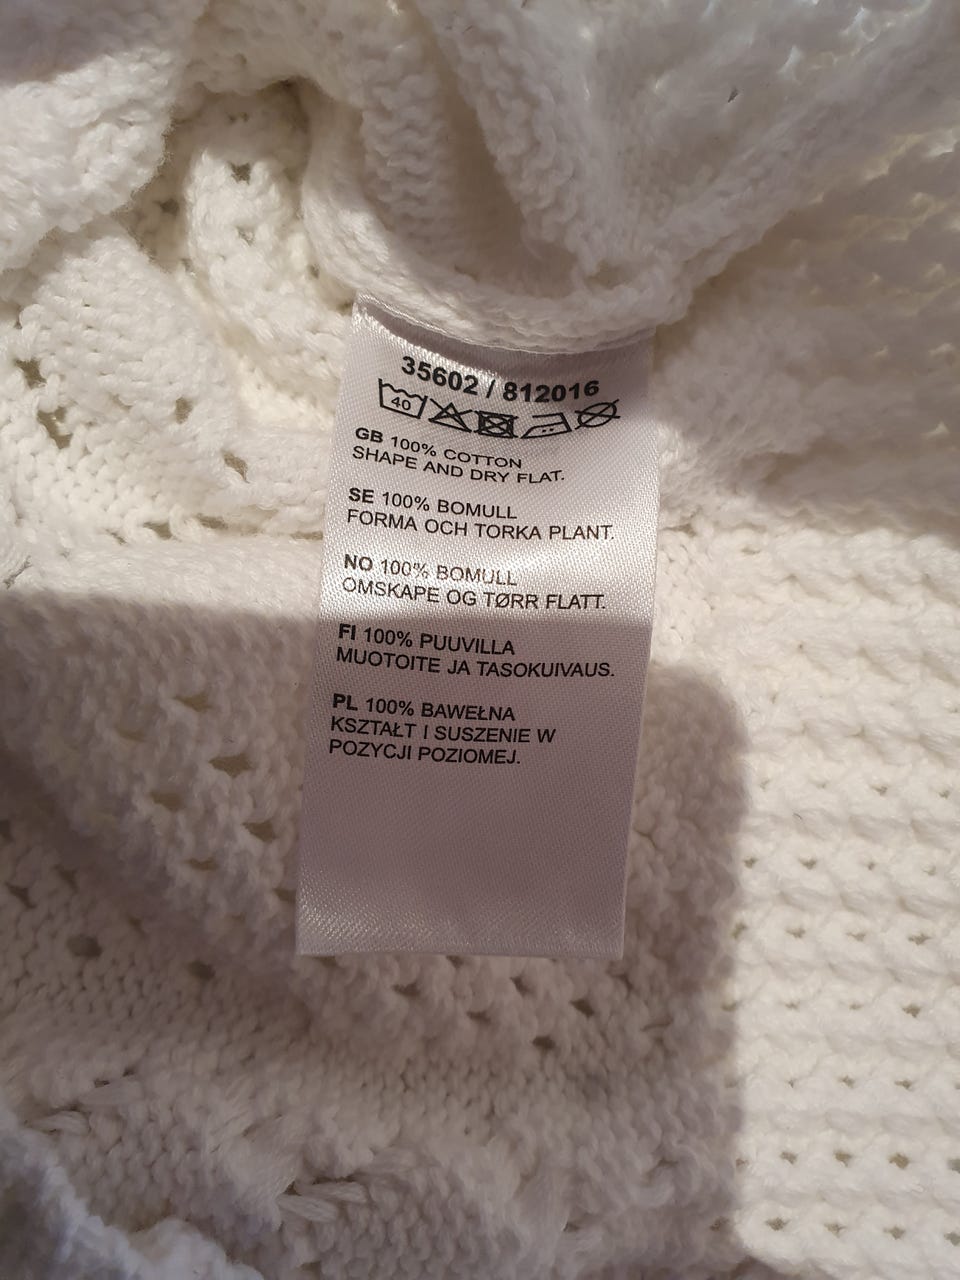 35602 / 812016
40
GB 100% COTTON
SHAPE AND DRY FLAT.
SE 100% BOMULL
FORMA OCH TORKA PLANT.
NO 100% BOMULL
OMSKAPE OG TØRR FLATT.
FI 100% PUUVILLA
MUOTOITE JA TASOKUIVAUS.
PL 100% BAWEŁNA
KSZTAŁT I SUSZENIE W
POZYCJI POZIOMEJ.